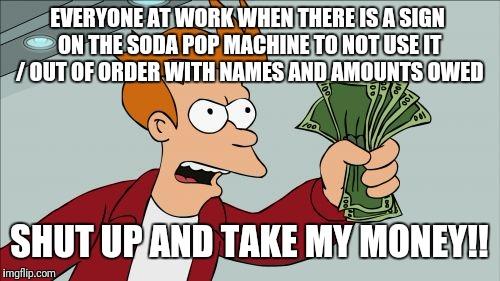 EVERYONE AT WORK WHEN THERE IS A SIGN
ON THE SODA POP MACHINE TO NOT USE IT
/ OUT OF ORDER WITH NAMES AND AMOUNTS OWED
SHUT UP AND TAKE MY MONEY!!
imgflip.com